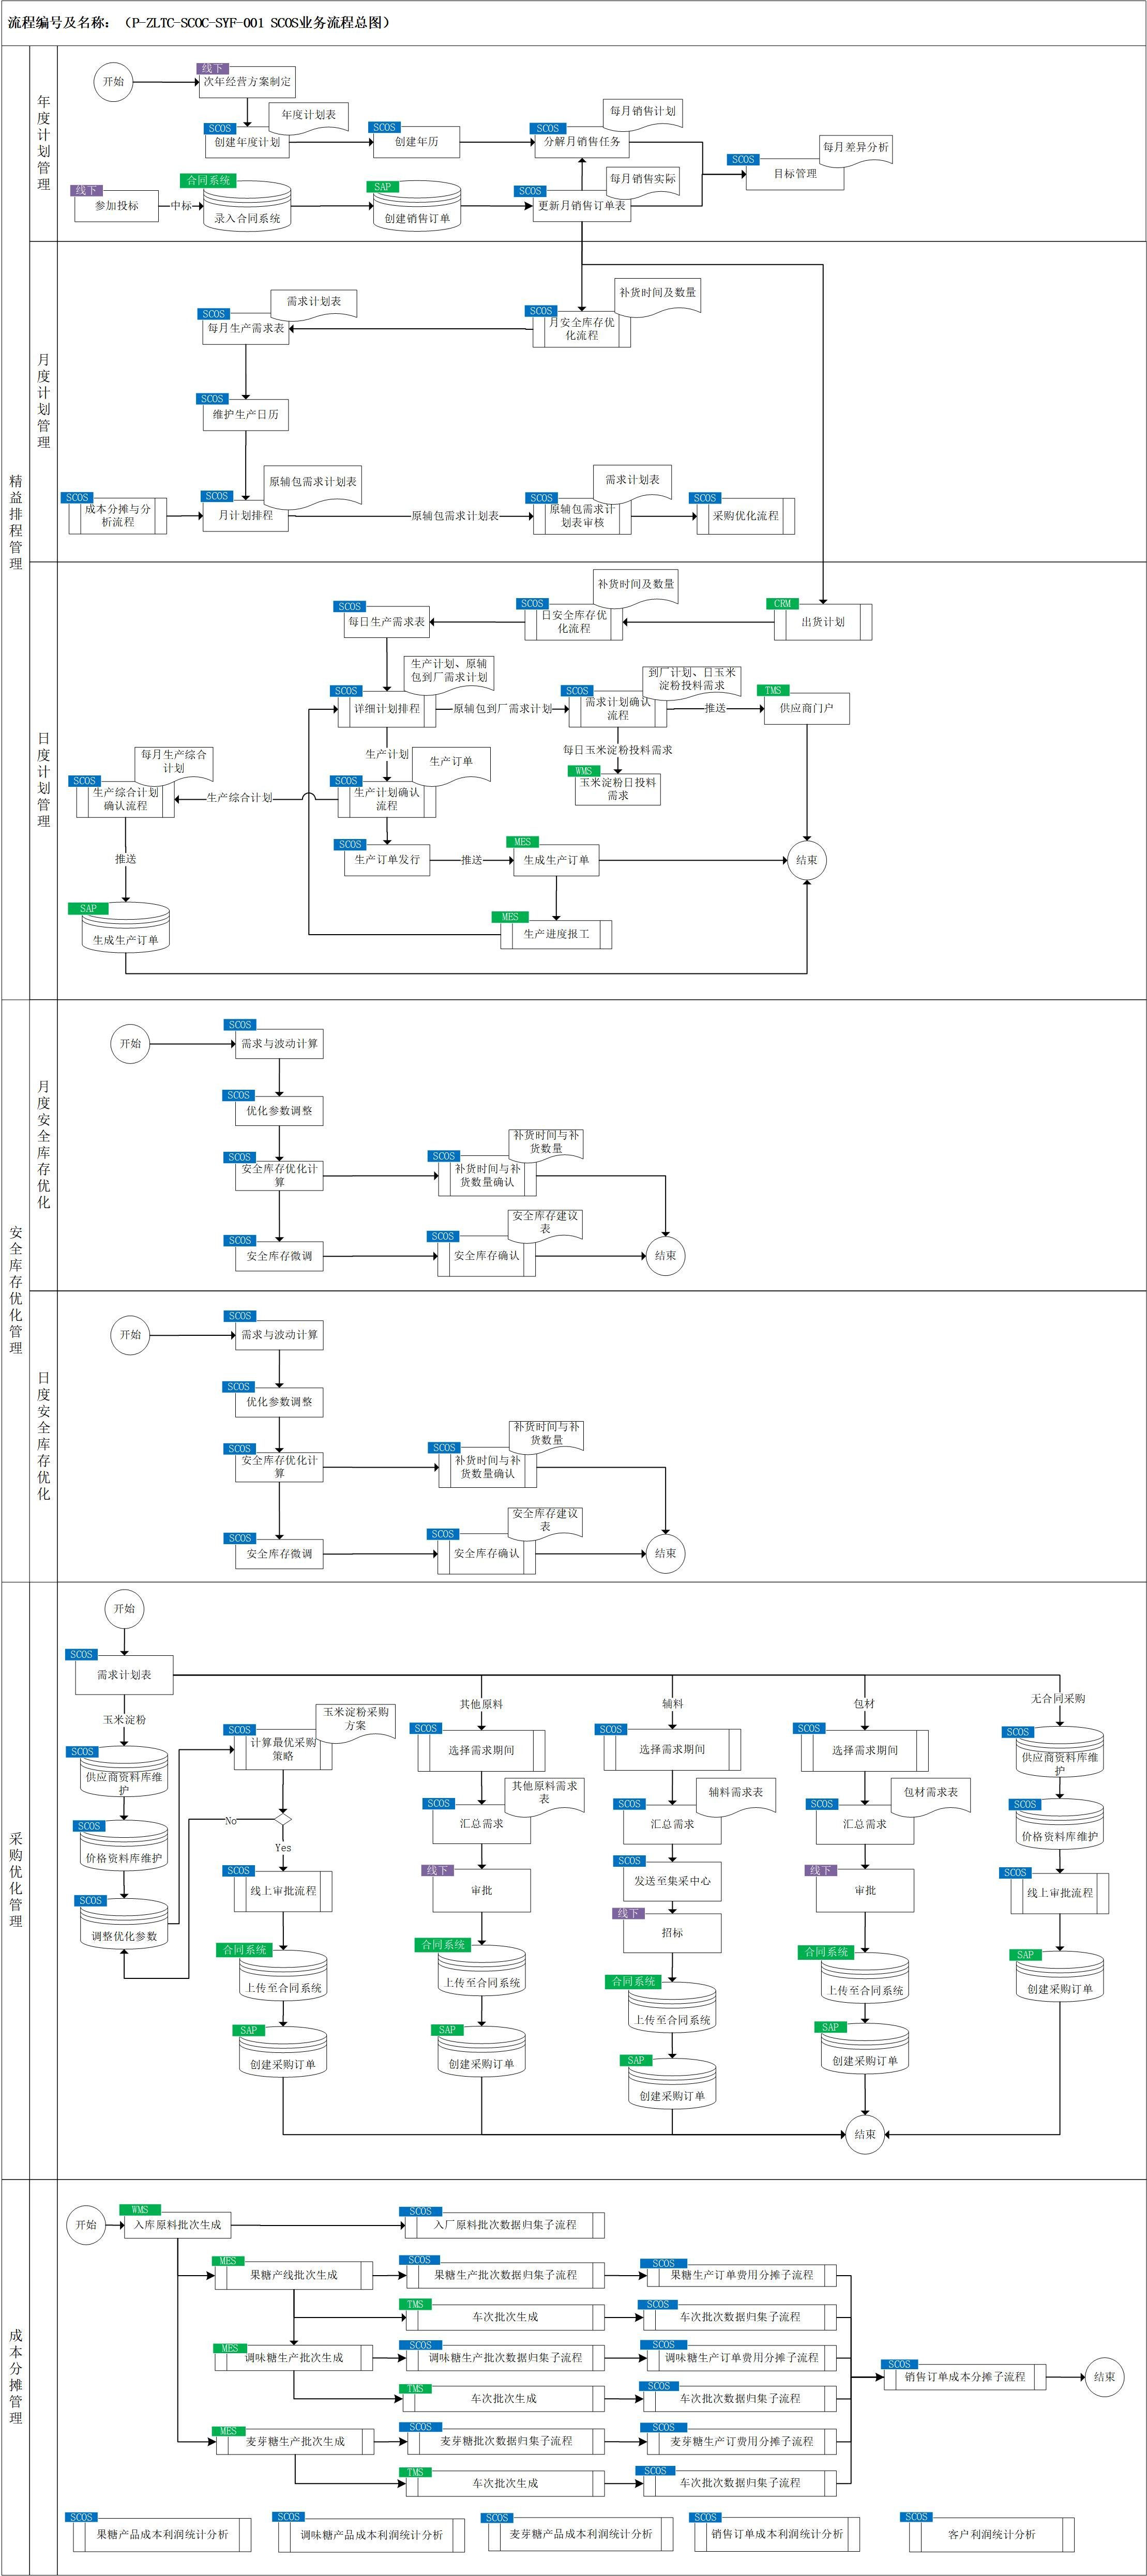 流程编号及名称：（P-ZLTC-SCOC-SYF-001 SCOS业务流程总图）
精益排程管理
年度计划管理
开始
线下
次年经营方案制定
SCOS
创建年度计划
年度计划表
SCOS
创建年历
SCOS
分解月销售任务
每月销售计划
SCOS
目标管理
每月差异分析
线下
参加投标
中标
合同系统
录入合同系统
SAP
创建销售订单
SCOS
更新月销售订单表
每月销售实际
月度计划管理
SCOS
每月生产需求表
需求计划表
SCOS
月安全库存优
化流程
补货时间及数量
SCOS
维护生产日历
SCOS
成本分摊与分
析流程
SCOS
月计划排程
原辅包需求计划表
原辅包需求计划表
SCOS
原辅包需求计
划表审核
需求计划表
SCOS
采购优化流程
日度计划管理
SCOS
每日生产需求表
SCOS
日安全库存优
化流程
补货时间及数量
CRM
出货计划
SCOS
详细计划排程
生产计划、原辅
包到厂需求计划
原辅包到厂需求计划
SCOS
需求计划确认
流程
到厂计划、日玉米
淀粉投料需求
推送
TMS
供应商门户
生产计划
每日玉米淀粉投料需求
WMS
玉米淀粉日投料
需求
SCOS
生产综合计划
确认流程
每月生产综合
计划
生产综合计划
SCOS
生产计划确认
流程
生产订单
SCOS
生产订单发行
推送
MES
生成生产订单
结束
推送
SAP
生成生产订单
MES
生产进度报工
安全库存优化管理
月度安全库存优化
开始
SCOS
需求与波动计算
SCOS
优化参数调整
SCOS
安全库存优化计
算
SCOS
补货时间与补
货数量确认
补货时间与补
货数量
SCOS
安全库存微调
SCOS
安全库存确认
安全库存建议
表
结束
日度安全库存优化
开始
SCOS
需求与波动计算
SCOS
优化参数调整
SCOS
安全库存优化计
算
SCOS
补货时间与补
货数量确认
补货时间与补
货数量
SCOS
安全库存微调
SCOS
安全库存确认
安全库存建议
表
结束
采购优化管理
开始
SCOS
需求计划表
玉米淀粉
其他原料
辅料
包材
无合同采购
SCOS
供应商资料库维
护
SCOS
价格资料库维护
SCOS
调整优化参数
SCOS
计算最优采购
策略
玉米淀粉采购
方案
No
Yes
SCOS
线上审批流程
合同系统
上传至合同系统
SAP
创建采购订单
SCOS
选择需求期间
SCOS
汇总需求
其他原料需求
表
线下
审批
合同系统
上传至合同系统
SAP
创建采购订单
SCOS
选择需求期间
SCOS
汇总需求
辅料需求表
SCOS
发送至集采中心
线下
招标
合同系统
上传至合同系统
SAP
创建采购订单
SCOS
选择需求期间
SCOS
汇总需求
包材需求表
线下
审批
合同系统
上传至合同系统
SAP
创建采购订单
SCOS
供应商资料库维
护
SCOS
价格资料库维护
SCOS
线上审批流程
SAP
创建采购订单
结束
成本分摊管理
开始
WMS
入库原料批次生成
SCOS
入厂原料批次数据归集子流程
MES
果糖产线批次生成
SCOS
果糖生产批次数据归集子流程
SCOS
果糖生产订单费用分摊子流程
TMS
车次批次生成
SCOS
车次批次数据归集子流程
MES
调味糖生产批次生成
SCOS
调味糖生产批次数据归集子流程
SCOS
调味糖生产订单费用分摊子流程
SCOS
销售订单成本分摊子流程
结束
TMS
车次批次生成
SCOS
车次批次数据归集子流程
MES
麦芽糖生产批次生成
SCOS
麦芽糖批次数据归集子流程
SCOS
麦芽糖生产订费用分摊子流程
TMS
车次批次生成
SCOS
车次批次数据归集子流程
SCOS
果糖产品成本利润统计分析
SCOS
调味糖产品成本利润统计分析
SCOS
麦芽糖产品成本利润统计分析
SCOS
销售订单成本利润统计分析
SCOS
客户利润统计分析